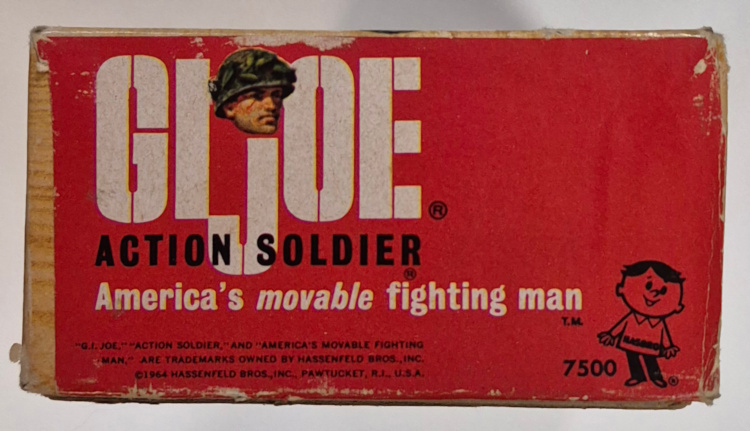 GI JOE®
ACTION SOLDIER®
America's movable fighting man
T.M.
"G.I. JOE," "ACTION SOLDIER," AND "AMERICA'S MOVABLE FIGHTING
MAN," ARE TRADEMARKS OWNED BY HASSENFELD BROS., INC.
©1964 HASSENFELD BROS., INC., PAWTUCKET, R.I., U.S.A.
7500
HASBRO
®